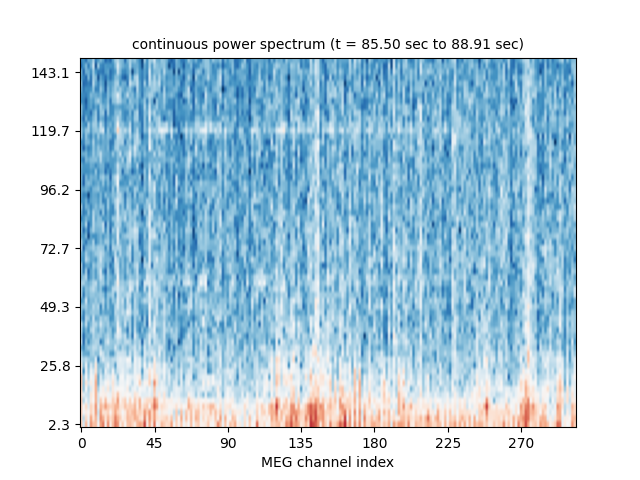 continuous power spectrum (t = 85.50 sec to 88.91 sec)
143.1
119.7
96.2
72.7
49.3
25.8
2.3
0 45 90 135 180 225 270
MEG channel index